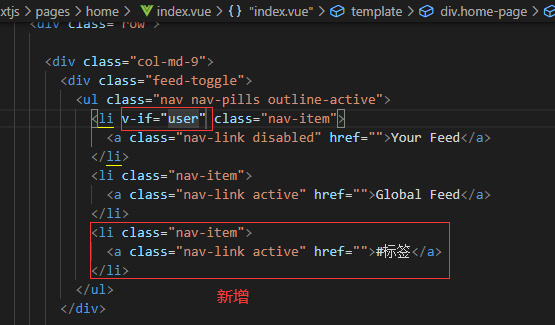 xtjs > pages > home > index.vue > {} "index.vue" > template > div.home-page
<div class="row">
<div class="col-md-9">
<div class="feed-toggle">
<ul class="nav nav-pills outline-active">
<li v-if="user" class="nav-item">
<a class="nav-link disabled" href="">Your Feed</a>
</li>
<li class="nav-item">
<a class="nav-link active" href="">Global Feed</a>
</li>
<li class="nav-item">
<a class="nav-link active" href="">#标签</a>
</li>
</ul>
新增
</div>